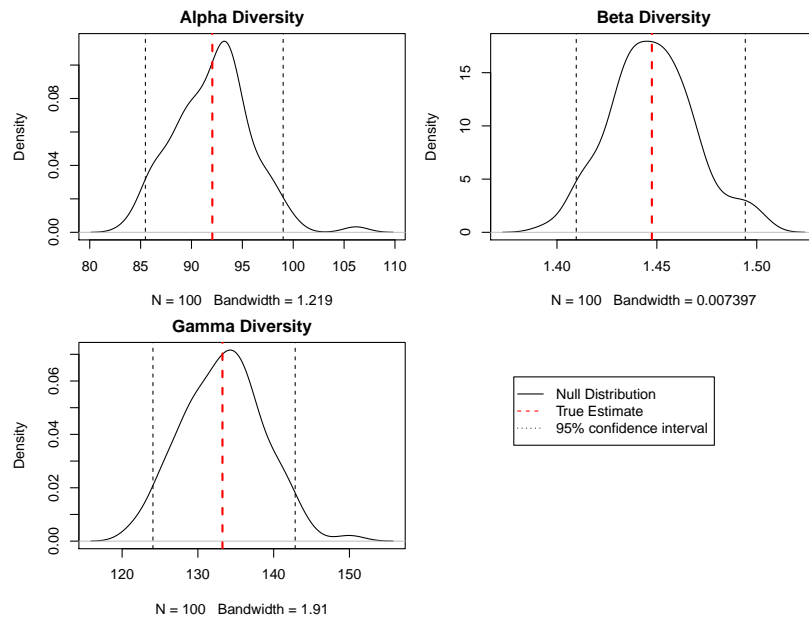 Alpha Diversity
Density
0.00
0.04
0.08
80 85 90 95 100 105 110
N = 100 Bandwidth = 1.219
Beta Diversity
Density
0
5
10
15
1.40 1.45 1.50
N = 100 Bandwidth = 0.007397
Gamma Diversity
Density
0.00
0.02
0.04
0.06
120 130 140 150
N = 100 Bandwidth = 1.91
Null Distribution
True Estimate
95% confidence interval